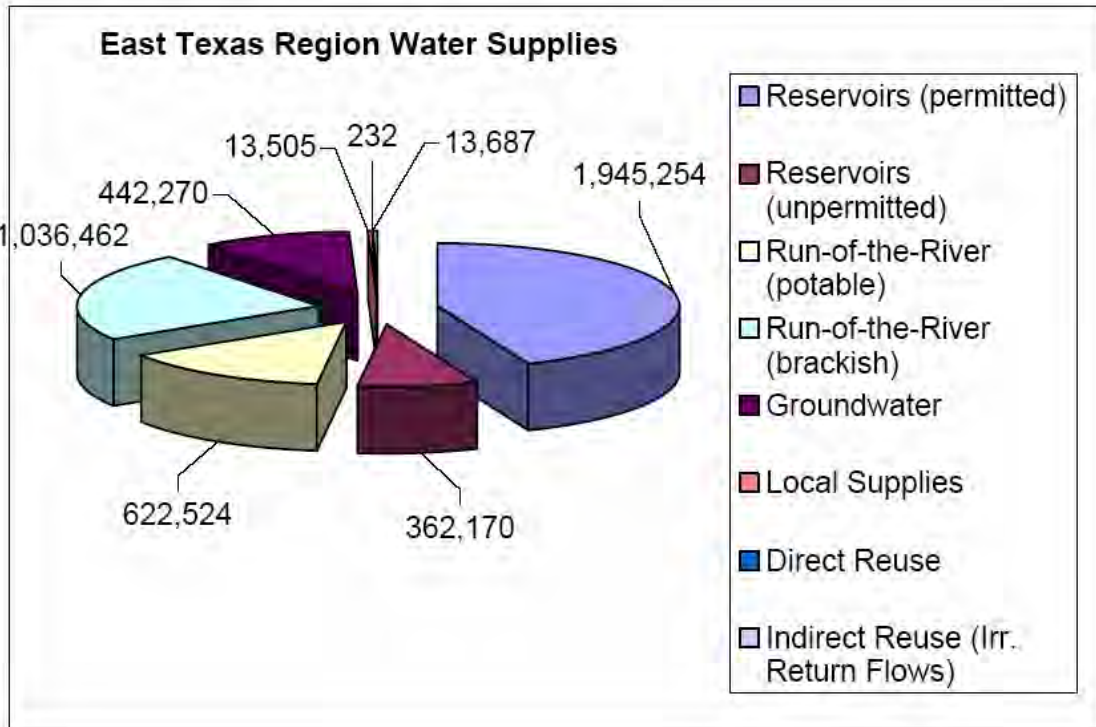 East Texas Region Water Supplies
13,505
232
13,687
1,945,254
442,270
1,036,462
622,524
362,170
Reservoirs (permitted)
Reservoirs
(unpermitted)
Run-of-the-River
(potable)
Run-of-the-River
(brackish)
Groundwater
Local Supplies
Direct Reuse
Indirect Reuse (Irr.
Return Flows)